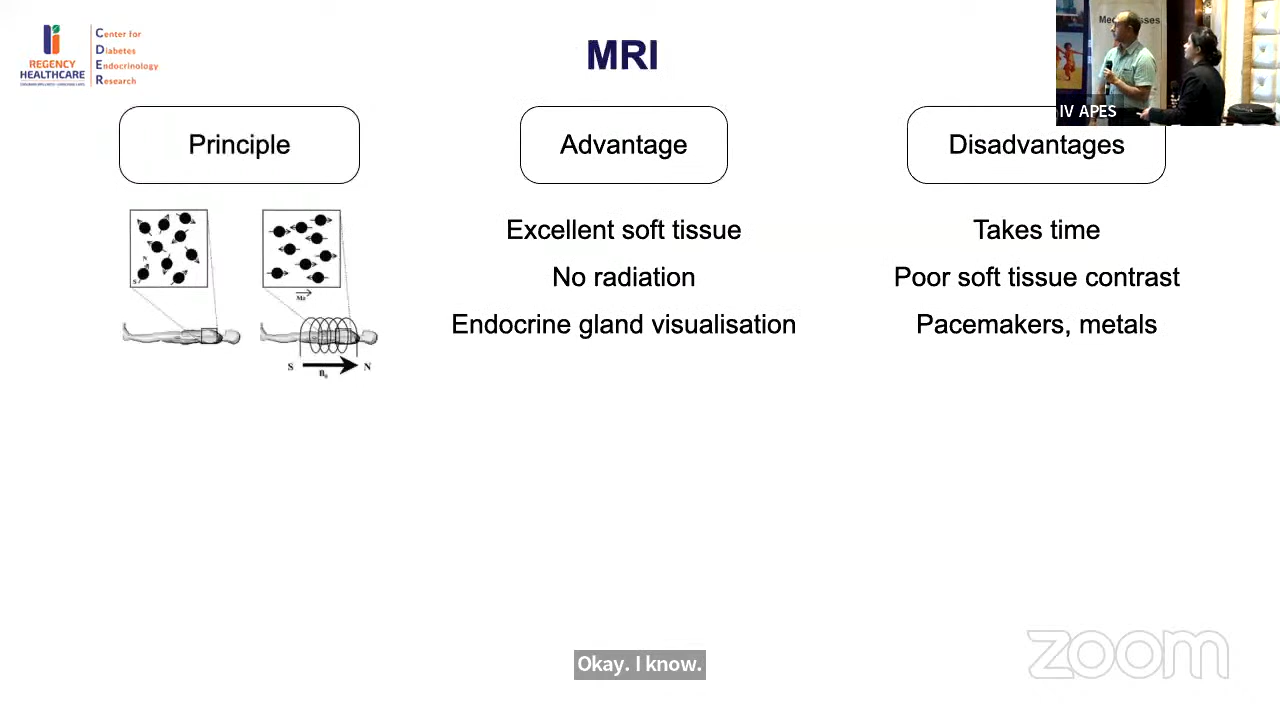 REGENCY
HEALTHCARE
Center for
Diabetes
Endocrinology
Research
MRI
IV APES
Principle
Advantage
Disadvantages
N
S
Excellent soft tissue
No radiation
Endocrine gland visualisation
Takes time
Poor soft tissue contrast
Pacemakers, metals
S
B₀
N
Okay. I know.
zoom